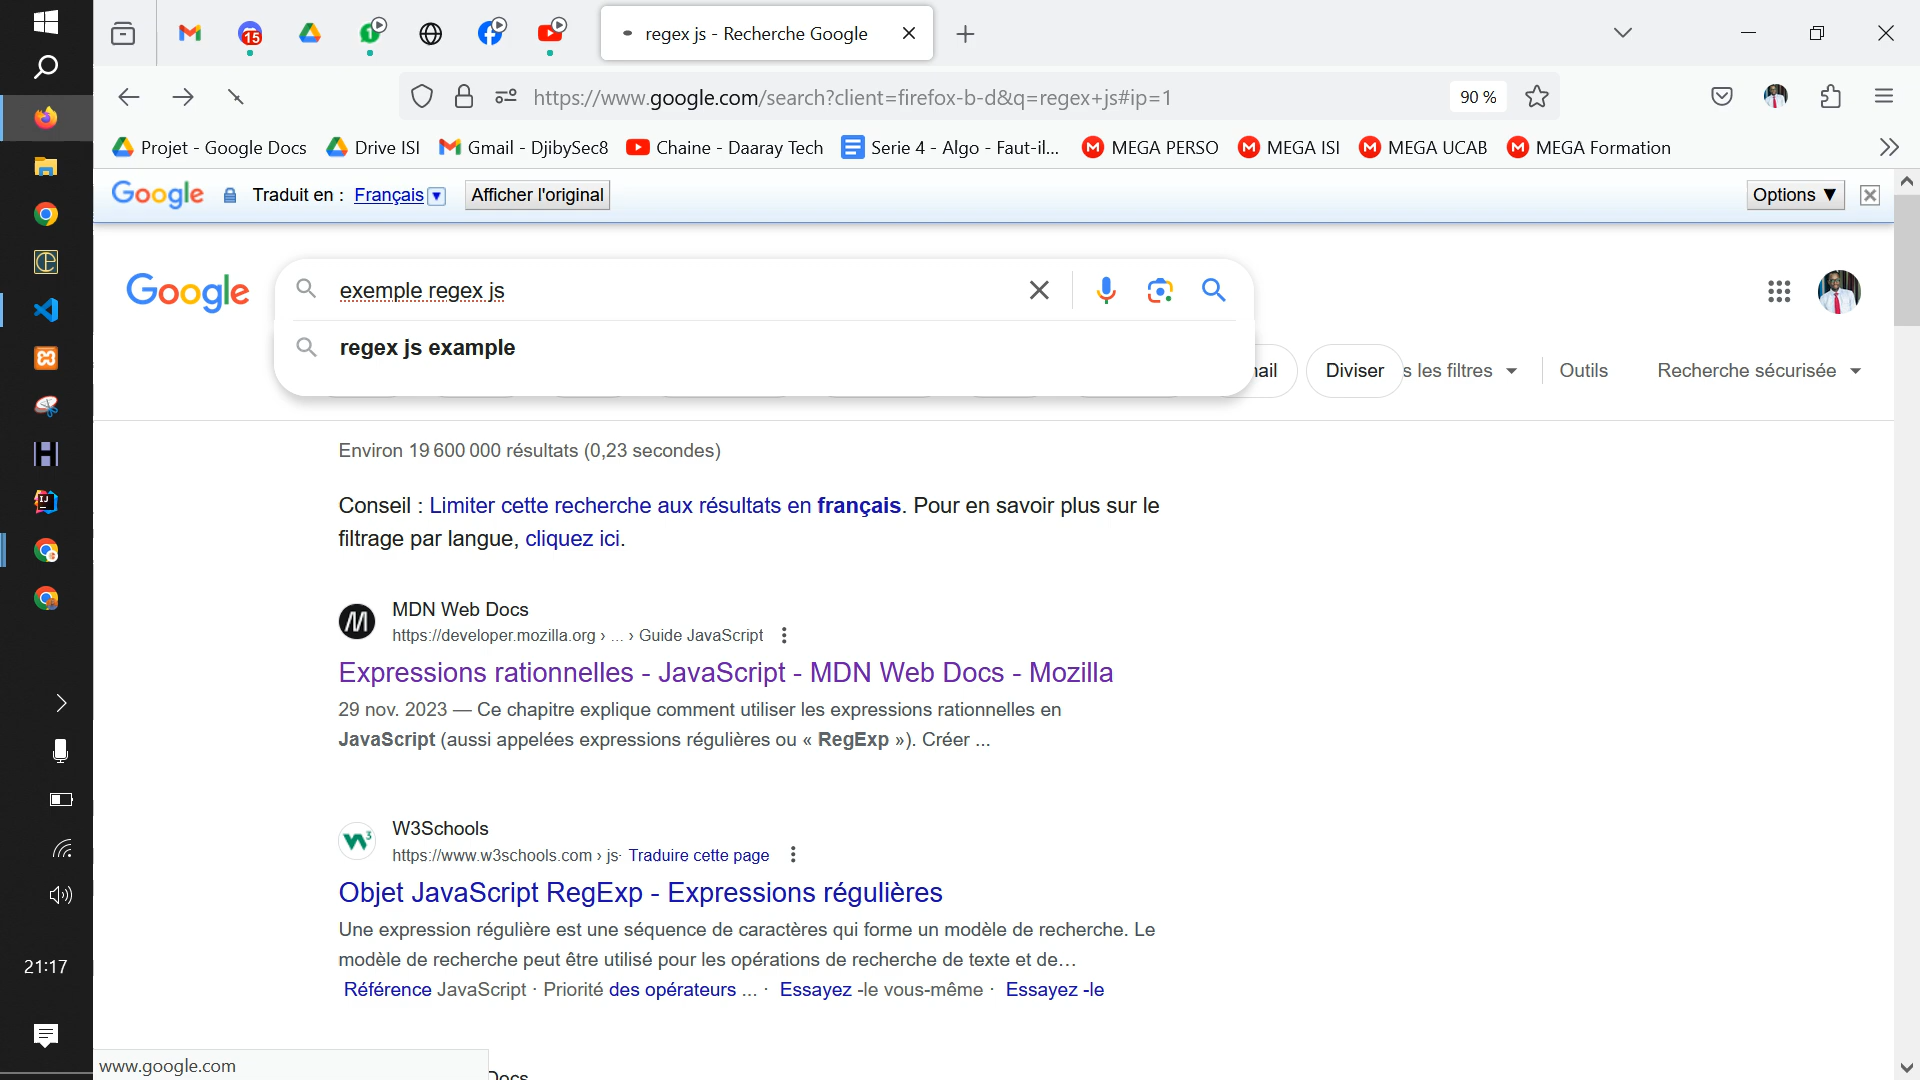 15
1
regex js - Recherche Google
https://www.google.com/search?client=firefox-b-d&q=regex+js#ip=1
90 %
Projet - Google Docs
Drive ISI
Gmail - DjibySec8
Chaine - Daaray Tech
Serie 4 - Algo - Faut-il...
MEGA PERSO
MEGA ISI
MEGA UCAB
MEGA Formation
Google Traduit en : Français Afficher l'original Options ▼
Google
exemple regex js
regex js example
ail
Diviser
s les filtres
Outils
Recherche sécurisée
Environ 19 600 000 résultats (0,23 secondes)
Conseil : Limiter cette recherche aux résultats en français. Pour en savoir plus sur le
filtrage par langue, cliquez ici.
MDN Web Docs
https://developer.mozilla.org › ... › Guide JavaScript
Expressions rationnelles - JavaScript - MDN Web Docs - Mozilla
29 nov. 2023 — Ce chapitre explique comment utiliser les expressions rationnelles en
JavaScript (aussi appelées expressions régulières ou « RegExp »). Créer ...
W3Schools
https://www.w3schools.com › js· Traduire cette page
Objet JavaScript RegExp - Expressions régulières
Une expression régulière est une séquence de caractères qui forme un modèle de recherche. Le
modèle de recherche peut être utilisé pour les opérations de recherche de texte et de...
Référence JavaScript · Priorité des opérateurs ... · Essayez -le vous-même · Essayez -le
21:17
www.google.com
Docs